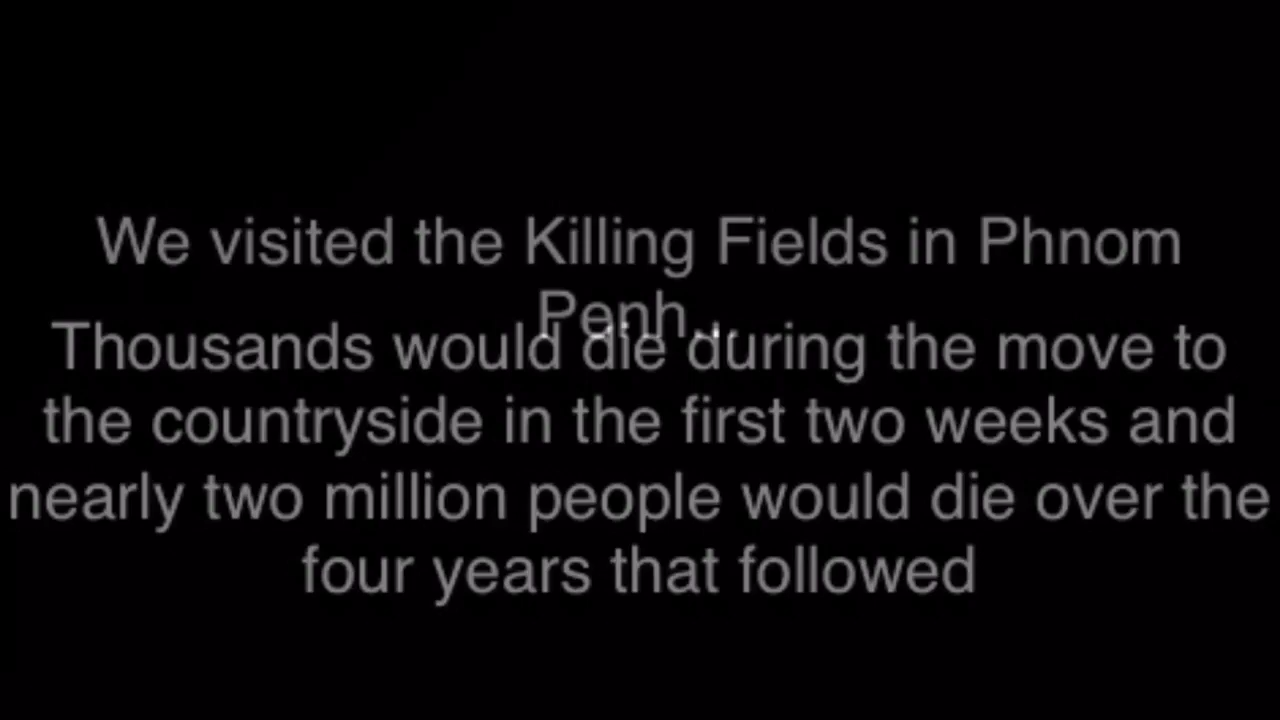 We visited the Killing Fields in Phnom
Penh...
Thousands would die during the move to
the countryside in the first two weeks and
nearly two million people would die over the
four years that followed